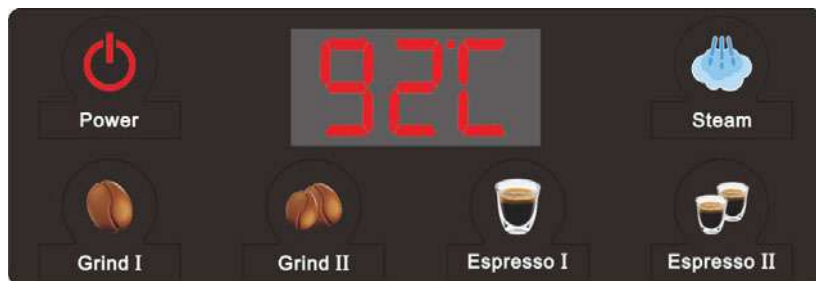 92°C
Power
Steam
Grind I
Grind II
Espresso I
Espresso II